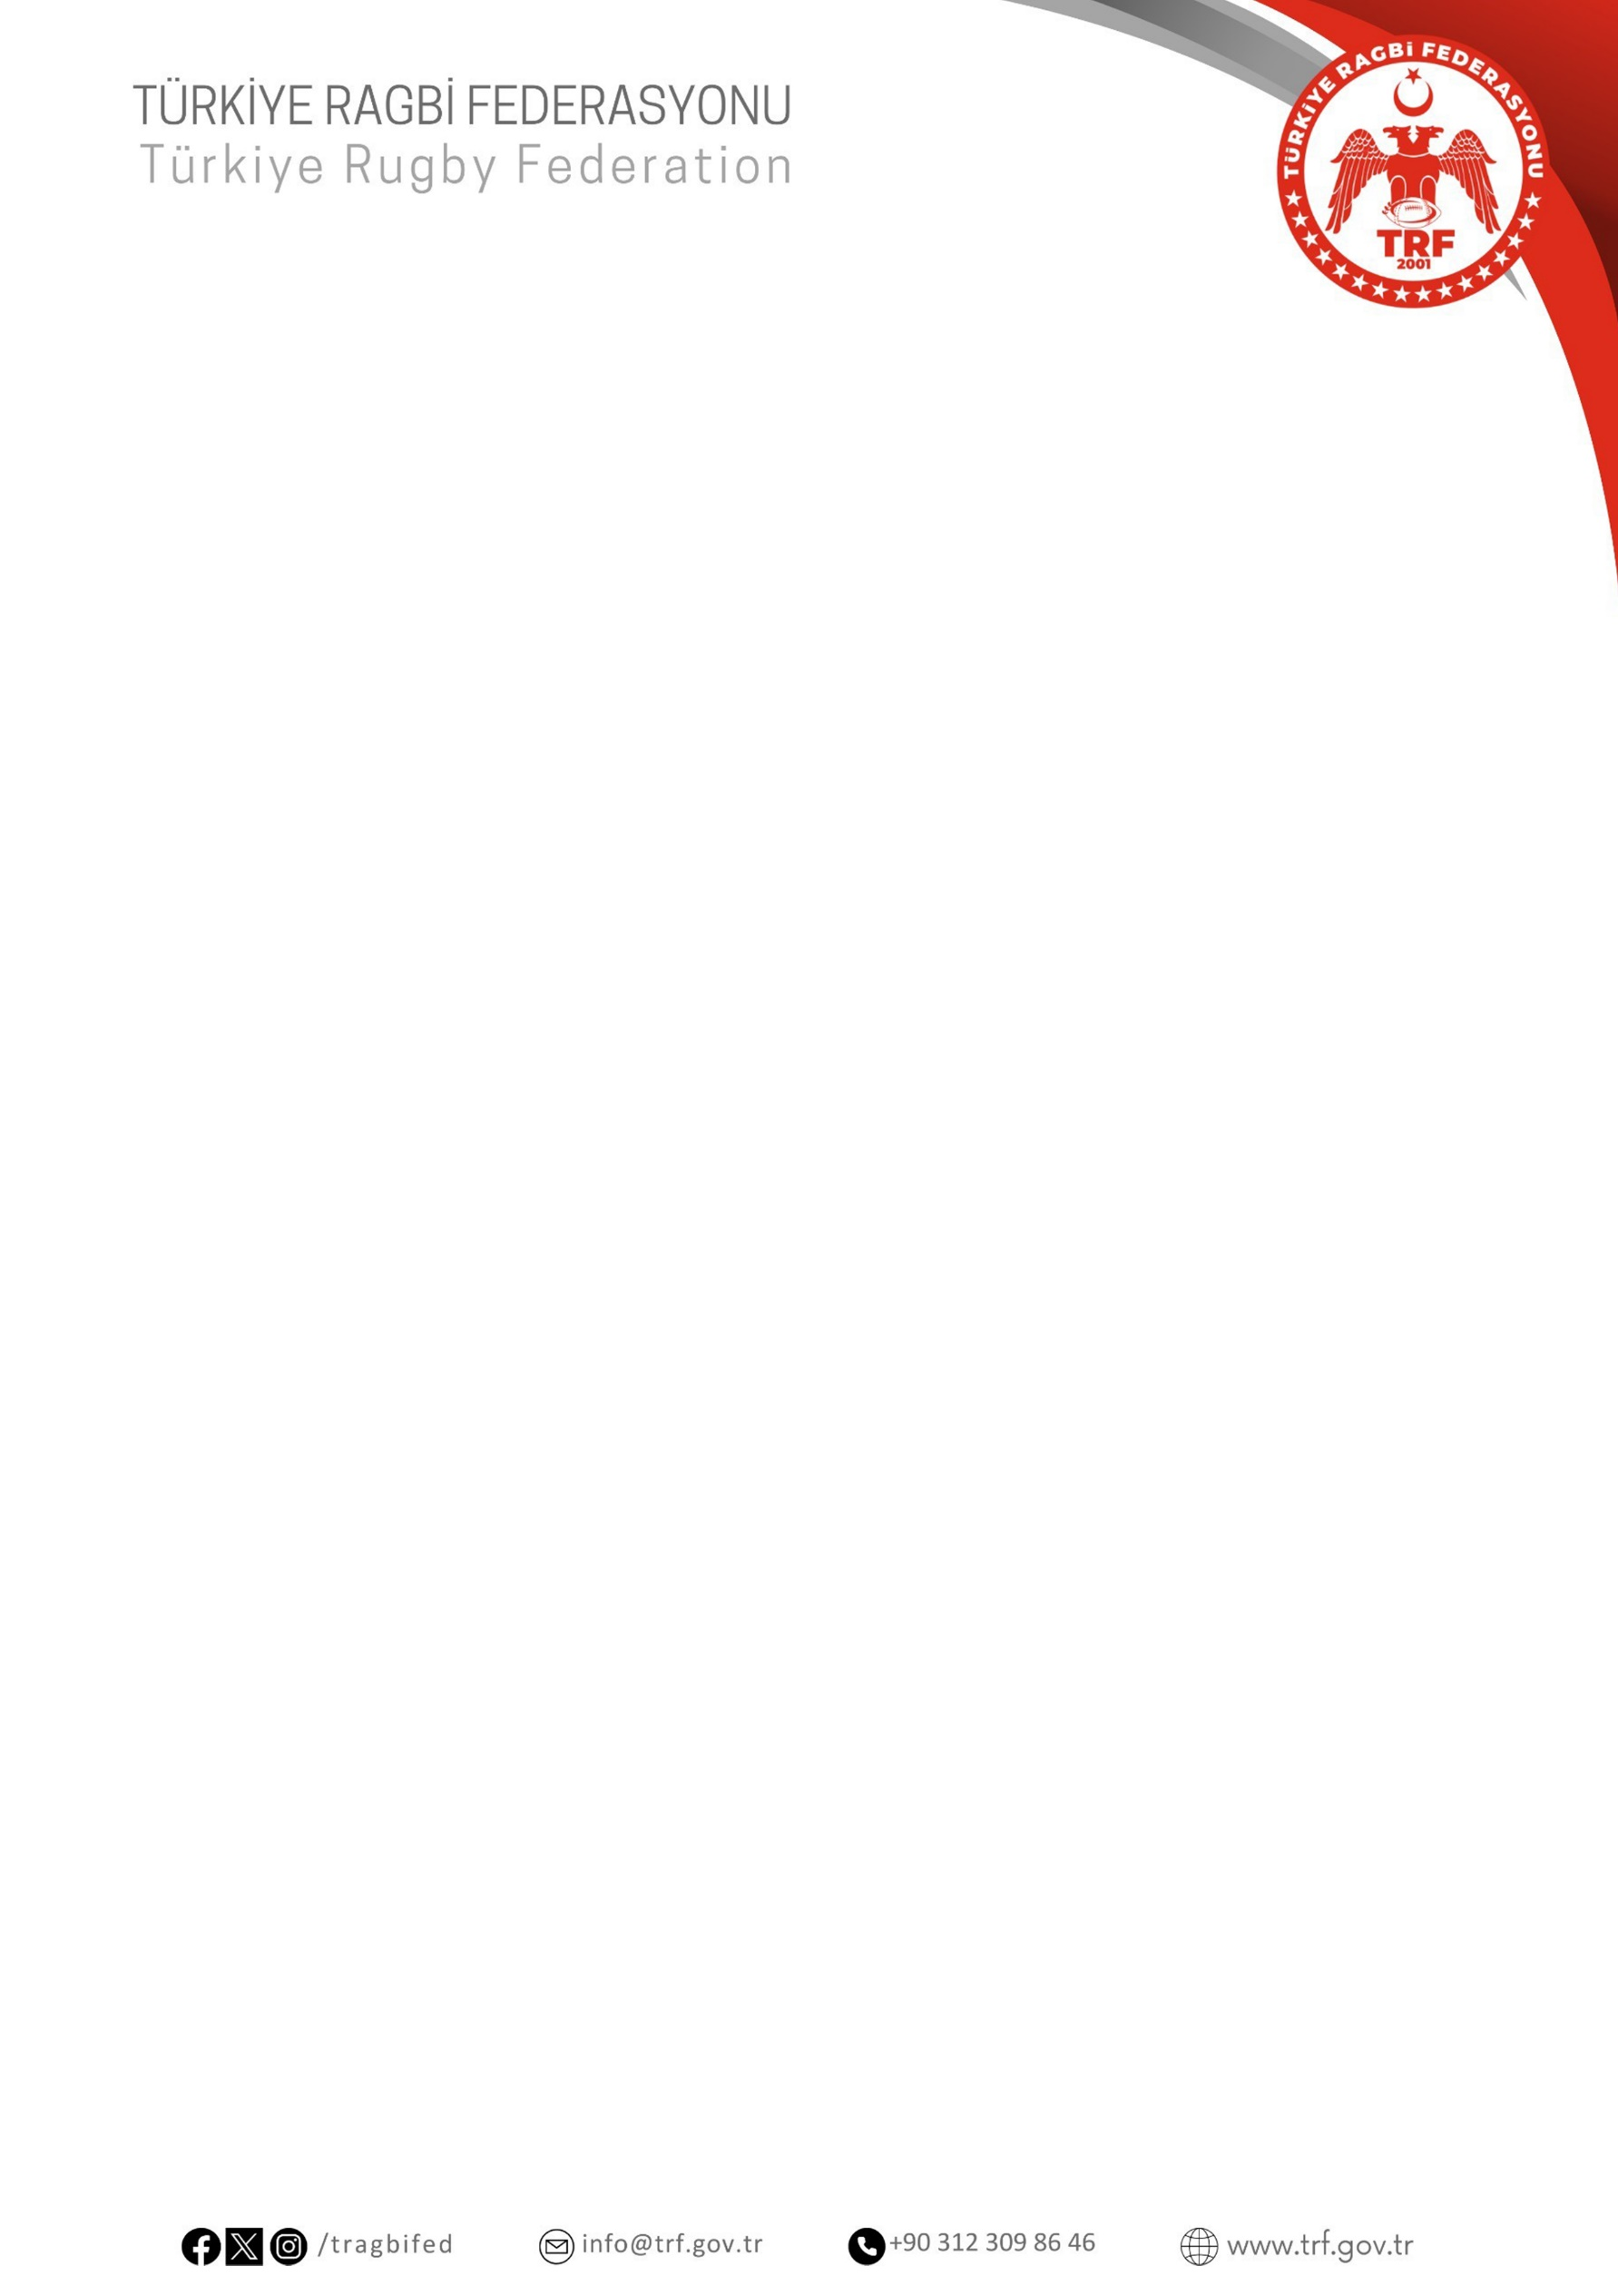 TÜRKİYE RAGBİ FEDERASYONU
Türkiye Rugby Federation
TÜRKİYE RAGBİ FEDERASYONU
TRF
2001
/tragbifed
info@trf.gov.tr
+90 312 309 86 46
www.trf.gov.tr